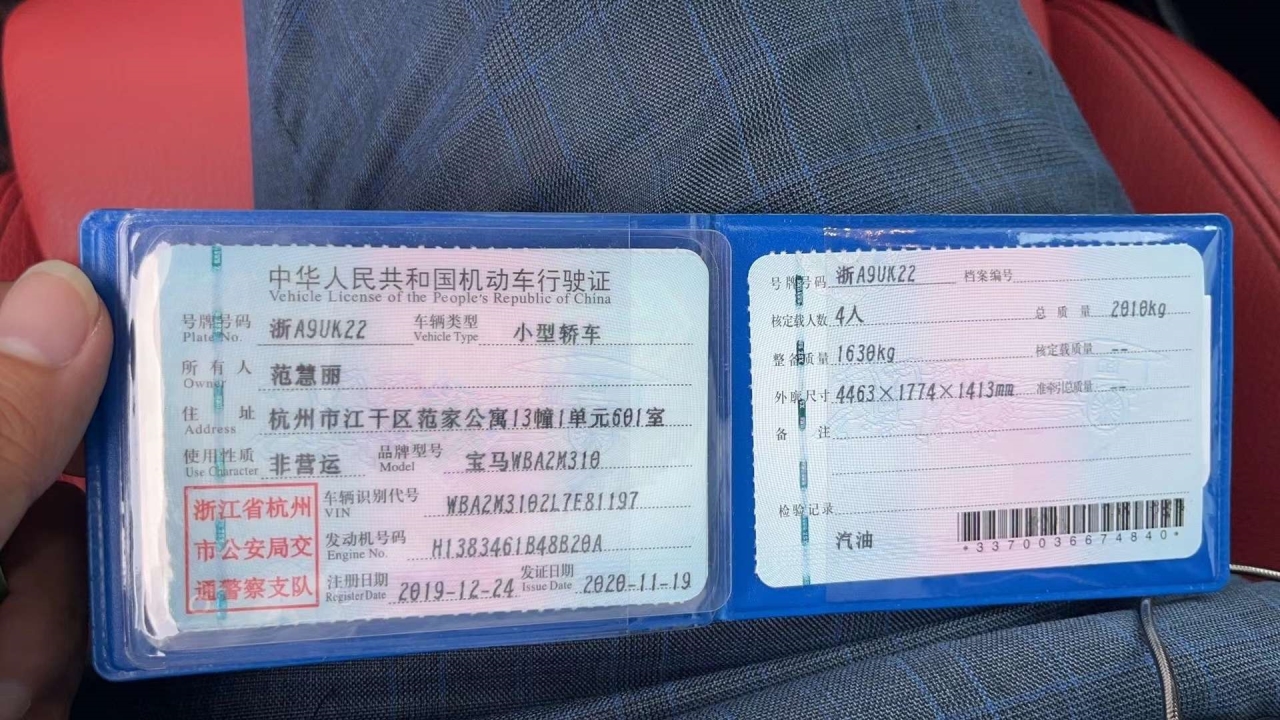 中华人民共和国机动车行驶证
Vehicle License of the People's Republic of China
号牌号码 浙A9UK22 车辆类型 小型轿车
Plate No. Vehicle Type
所有人 范慧丽
Owner
住址 杭州市江干区范家公寓13幢1单元601室
Address
使用性质 非营运 品牌型号 宝马WBA2M310
Use Character Model
浙江省杭州
市公安局交
通警察支队
车辆识别代号 WBA2M3102L7E81197
VIN
发动机号码 H1383461B48B20A
Engine No.
注册日期 2019-12-24 发证日期 2020-11-19
Register Date Issue Date
号牌号码 浙A9UK22 档案编号
核定载人数 4人 总质量 2010kg
整备质量 1630kg 核定载质量 --
外廓尺寸 4463×1774×1413mm 准牵引总质量 --
备注
检验记录
汽油
*3370036674840*